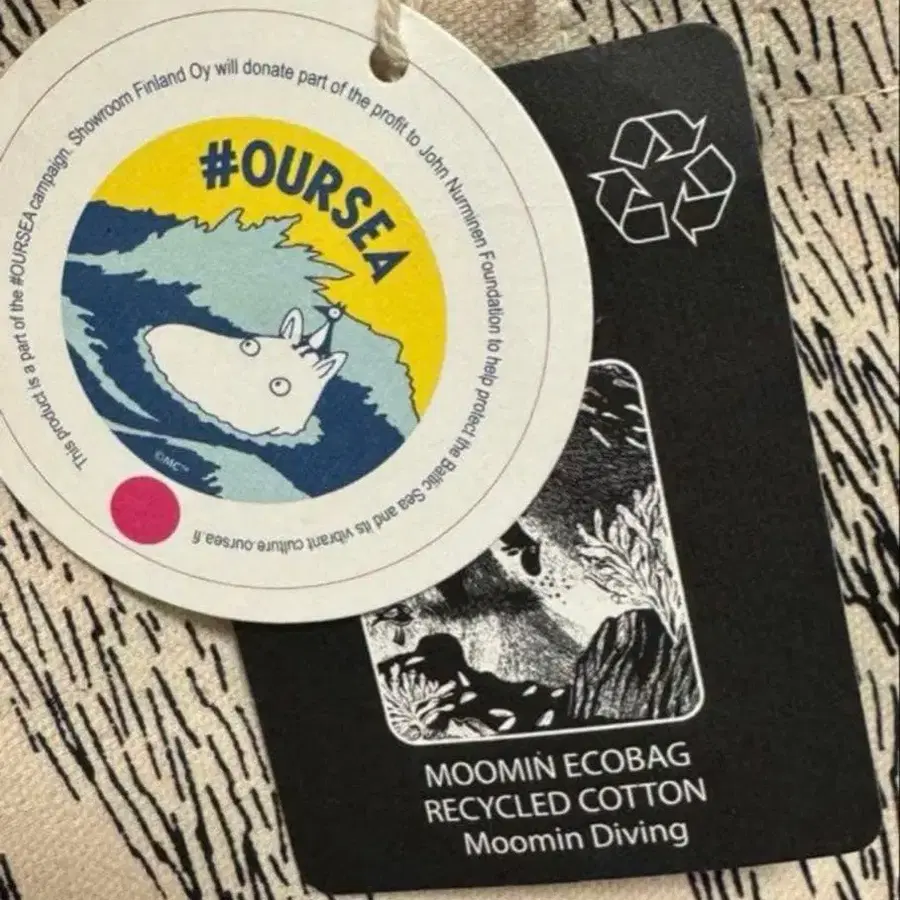 This product is a part of the #OURSEA campaign. Showroom Finland Oy will donate part of the profit to John Nurminen Foundation to help protect the Baltic Sea and its vibrant culture.oursea.fi
#OURSEA
©MC™
MOOMIN ECOBAG
RECYCLED COTTON
Moomin Diving